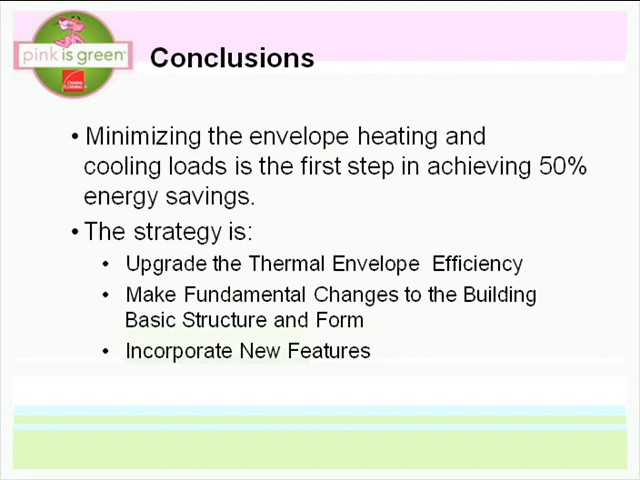 pink is green™
Conclusions
• Minimizing the envelope heating and
cooling loads is the first step in achieving 50%
energy savings.
• The strategy is:
• Upgrade the Thermal Envelope Efficiency
• Make Fundamental Changes to the Building
Basic Structure and Form
• Incorporate New Features